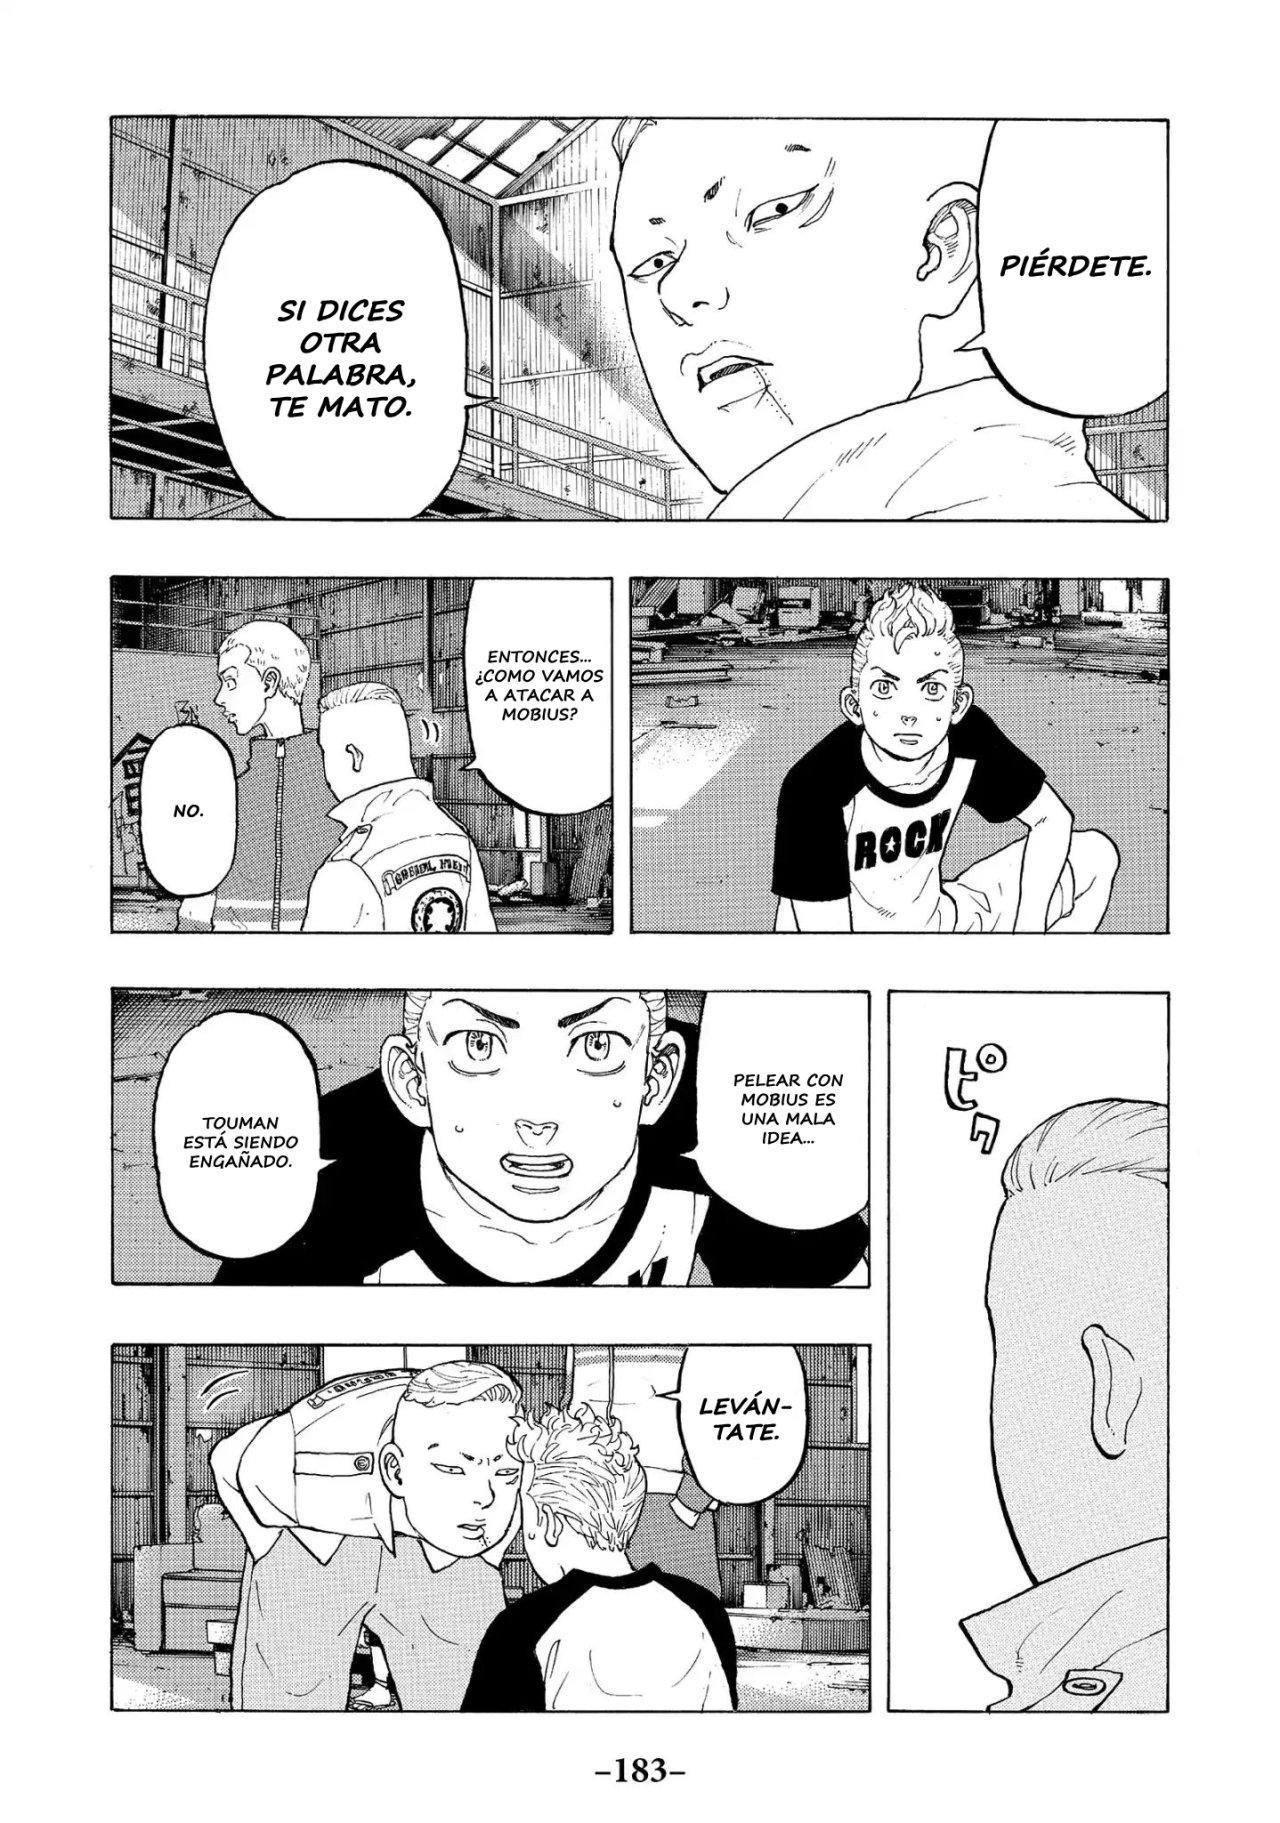 PIÉRDETE.
SI DICES
OTRA
PALABRA,
TE MATO.
ROCK
ENTONCES...
¿COMO VAMOS
A ATACAR A
MOBIUS?
NO.
ピクッ
PELEAR CON
MOBIUS ES
UNA MALA
IDEA...
TOUMAN
ESTÁ SIENDO
ENGAÑADO.
LEVÁN-
TATE.
-183-